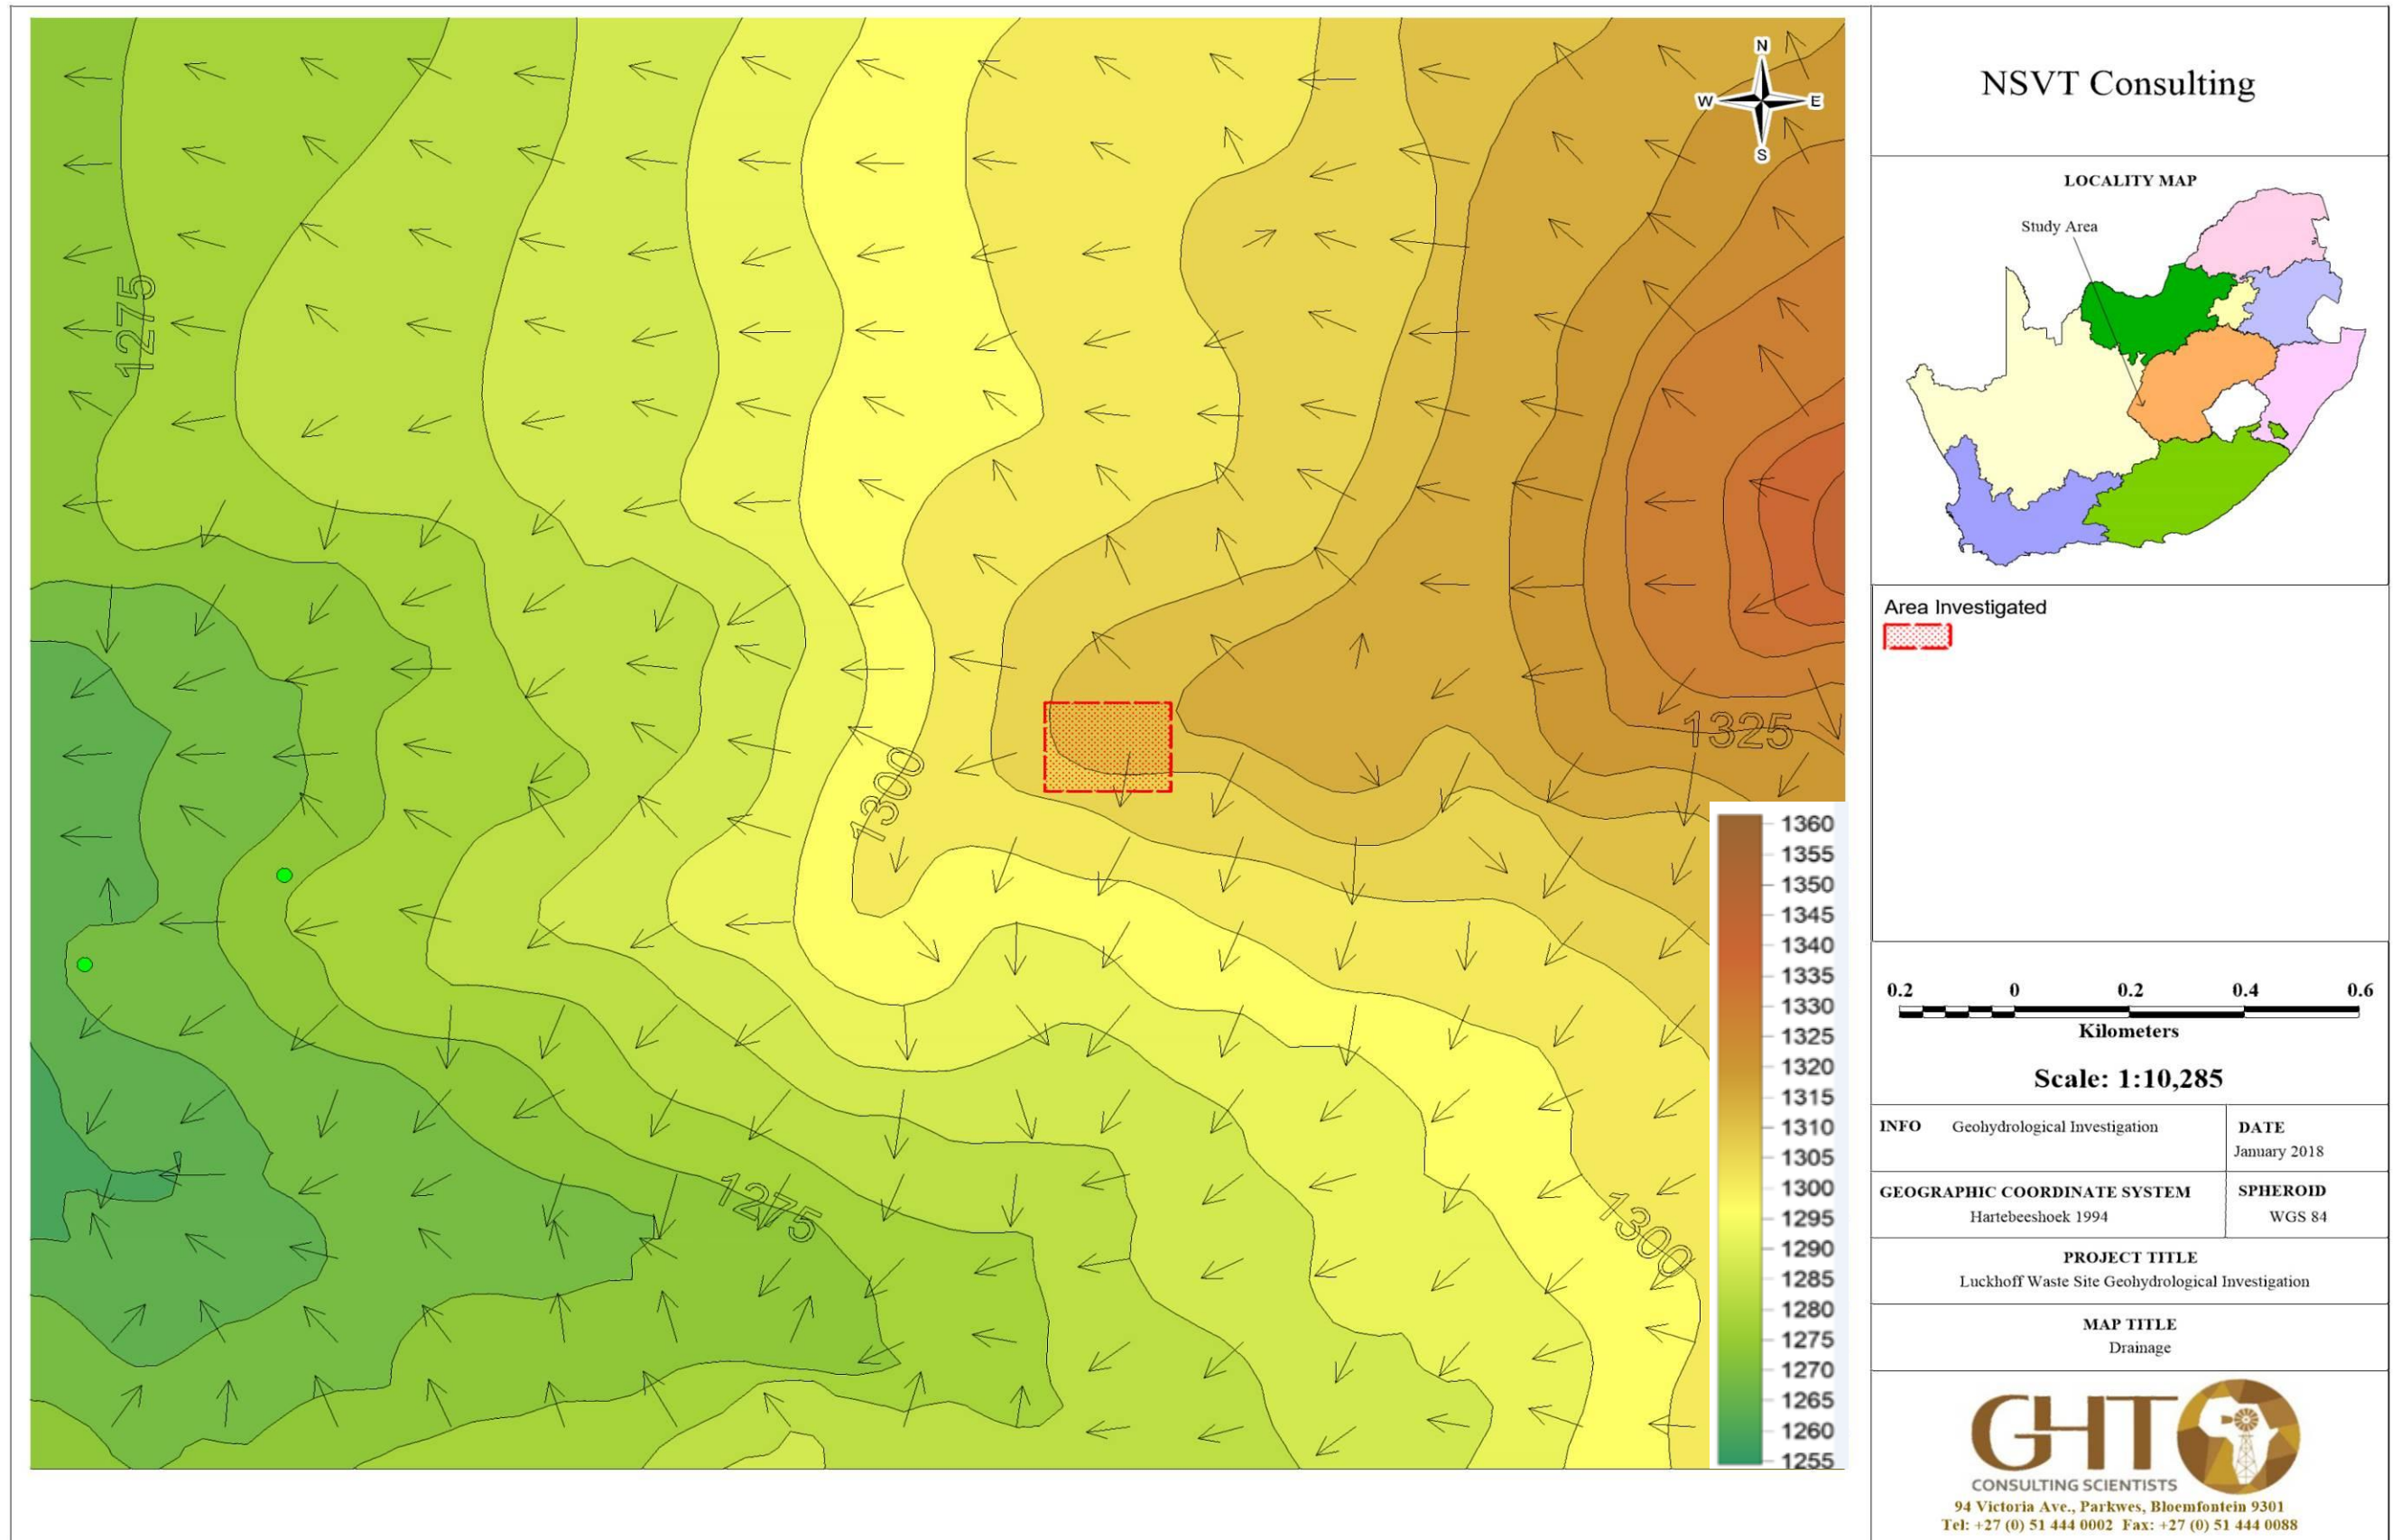 N
W
E
S
1275
1300
1325
1275
1300
1360
1355
1350
1345
1340
1335
1330
1325
1320
1315
1310
1305
1300
1295
1290
1285
1280
1275
1270
1265
1260
1255
NSVT Consulting
LOCALITY MAP
Study Area
Area Investigated
0.2 0 0.2 0.4 0.6
Kilometers
Scale: 1:10,285
INFO Geohydrological Investigation
DATE
January 2018
GEOGRAPHIC COORDINATE SYSTEM
Hartebeeshoek 1994
SPHEROID
WGS 84
PROJECT TITLE
Luckhoff Waste Site Geohydrological Investigation
MAP TITLE
Drainage
GHT
CONSULTING SCIENTISTS
94 Victoria Ave., Parkwes, Bloemfontein 9301
Tel: +27 (0) 51 444 0002 Fax: +27 (0) 51 444 0088